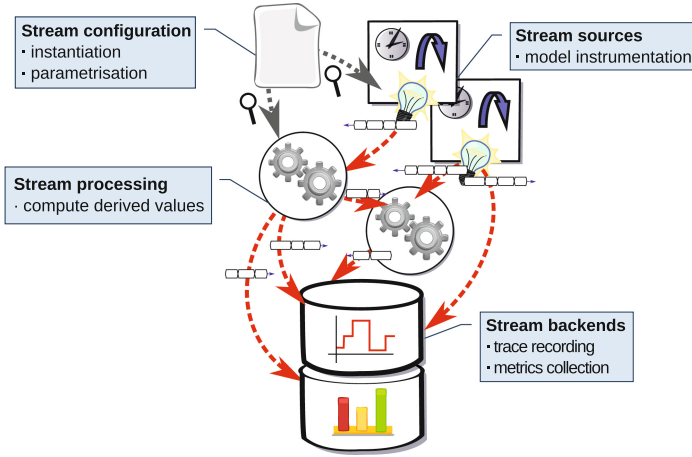 Stream configuration
▪ instantiation
▪ parametrisation
Stream sources
▪ model instrumentation
Stream processing
· compute derived values
Stream backends
▪ trace recording
▪ metrics collection